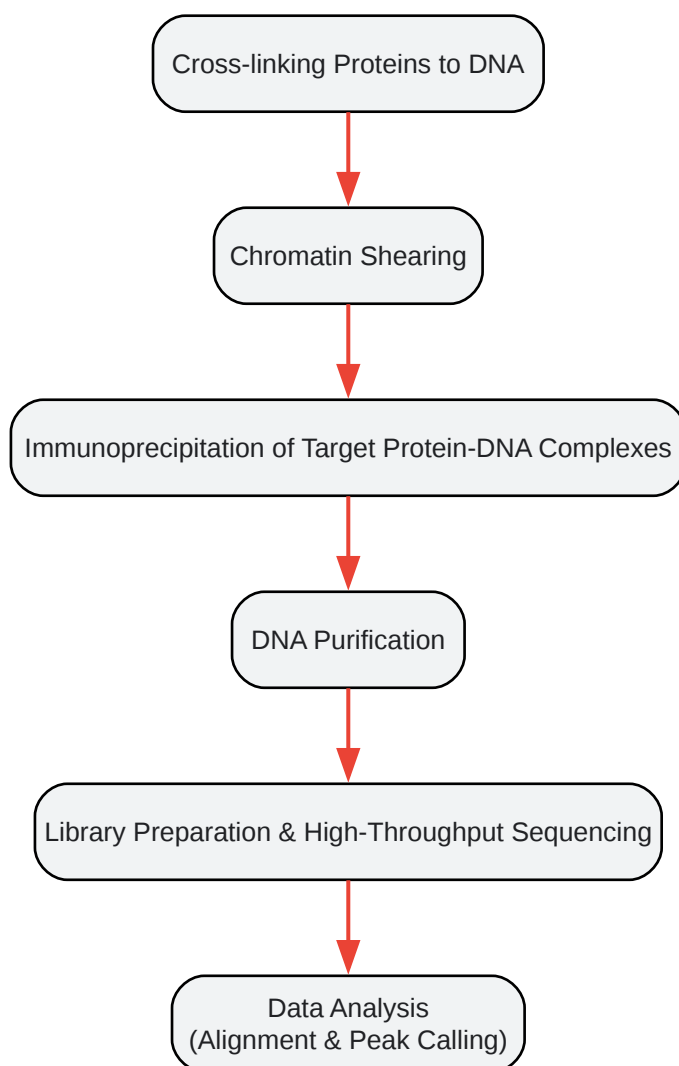 Cross-linking Proteins to DNA
Chromatin Shearing
Immunoprecipitation of Target Protein-DNA Complexes
DNA Purification
Library Preparation & High-Throughput Sequencing
Data Analysis
(Alignment & Peak Calling)